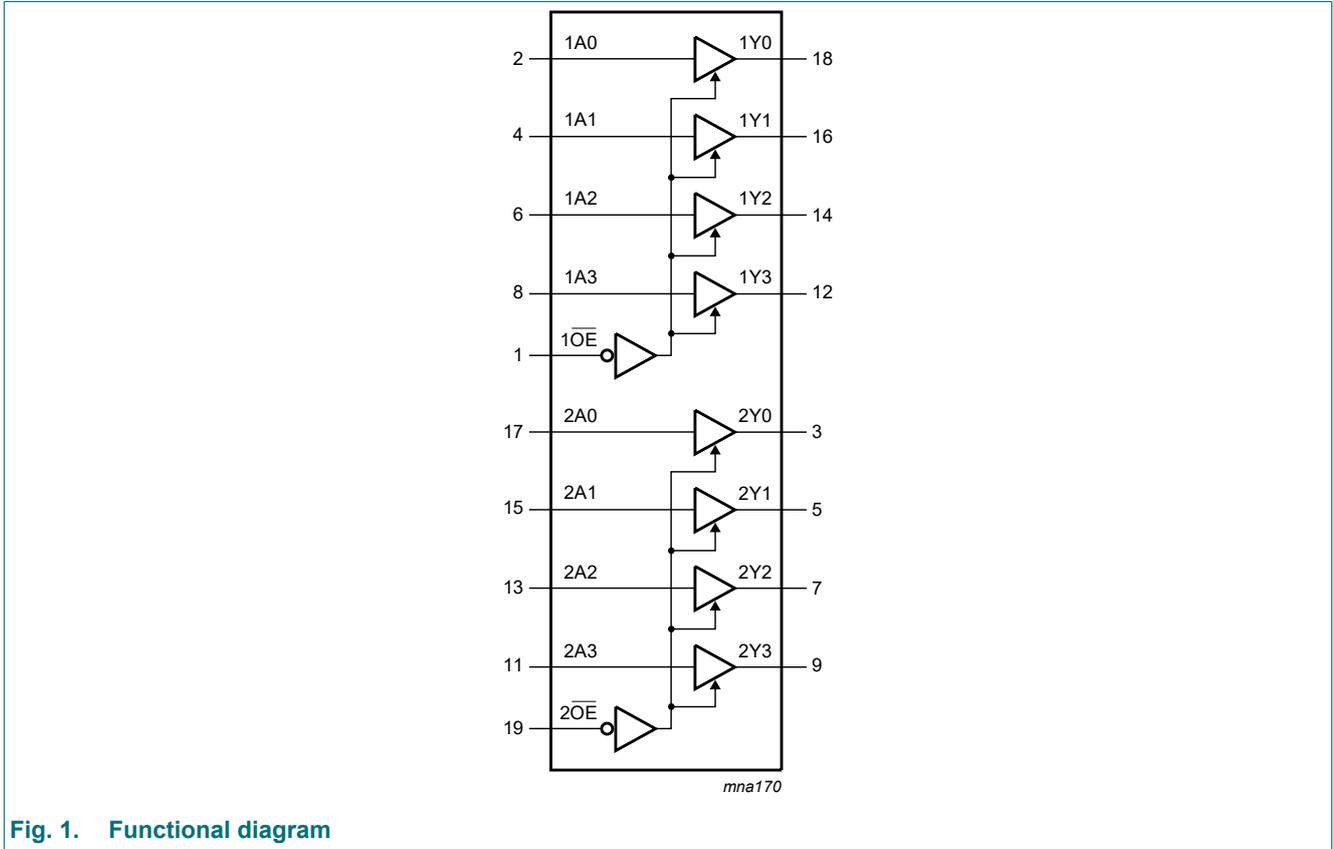 1A0 1Y0
2 18
1A1 1Y1
4 16
1A2 1Y2
6 14
1A3 1Y3
8 12
1O̅E̅
1
2A0 2Y0
17 3
2A1 2Y1
15 5
2A2 2Y2
13 7
2A3 2Y3
11 9
2O̅E̅
19
mna170
Fig. 1. Functional diagram